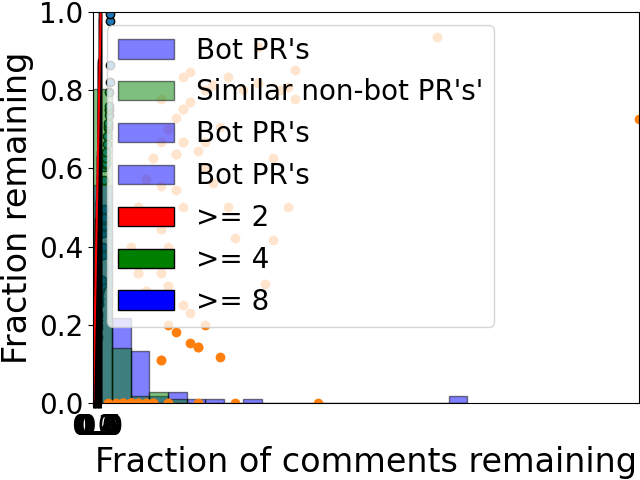 Fraction remaining
1.0
0.8
0.6
0.4
0.2
0.0
Bot PR's
Similar non-bot PR's'
Bot PR's
Bot PR's
>= 2
>= 4
>= 8
Fraction of comments remaining